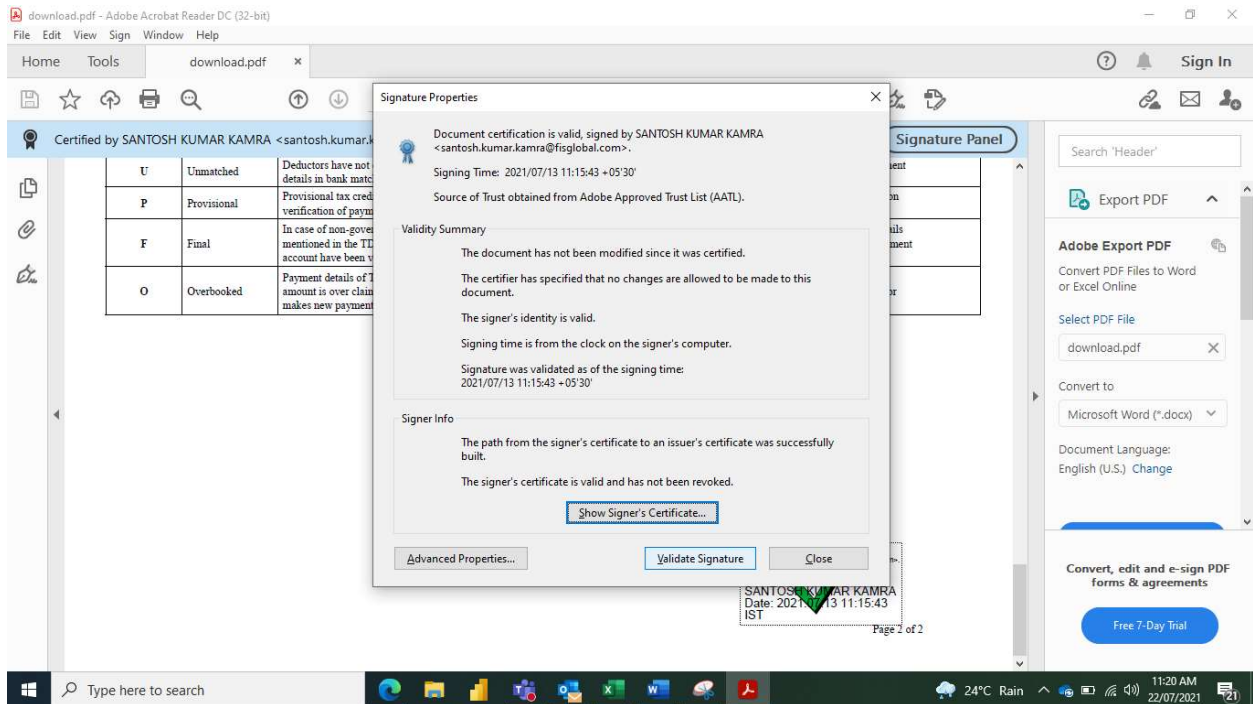 download.pdf - Adobe Acrobat Reader DC (32-bit)
File Edit View Sign Window Help
Home Tools download.pdf × Sign In
Certified by SANTOSH KUMAR KAMRA <santosh.kumar.k
Signature Panel
U Unmatched Deductors have not
details in bank matc
P Provisional Provisional tax cred
verification of paym
F Final In case of non-gove
mentioned in the TD
account have been v
O Overbooked Payment details of T
amount is over clain
makes new payment
Signature Properties
Document certification is valid, signed by SANTOSH KUMAR KAMRA
<santosh.kumar.kamra@fisglobal.com>.
Signing Time: 2021/07/13 11:15:43 +05'30'
Source of Trust obtained from Adobe Approved Trust List (AATL).
Validity Summary
The document has not been modified since it was certified.
The certifier has specified that no changes are allowed to be made to this
document.
The signer's identity is valid.
Signing time is from the clock on the signer's computer.
Signature was validated as of the signing time:
2021/07/13 11:15:43 +05'30'
Signer Info
The path from the signer's certificate to an issuer's certificate was successfully
built.
The signer's certificate is valid and has not been revoked.
Show Signer's Certificate...
Advanced Properties... Validate Signature Close
SANTOSH KUMAR KAMRA
Date: 2021.07.13 11:15:43
IST
Page 2 of 2
Search 'Header'
Export PDF
Adobe Export PDF
Convert PDF Files to Word
or Excel Online
Select PDF File
download.pdf
Convert to
Microsoft Word (*.docx)
Document Language:
English (U.S.) Change
Convert, edit and e-sign PDF
forms & agreements
Free 7-Day Trial
Type here to search
24°C Rain
11:20 AM
22/07/2021
21